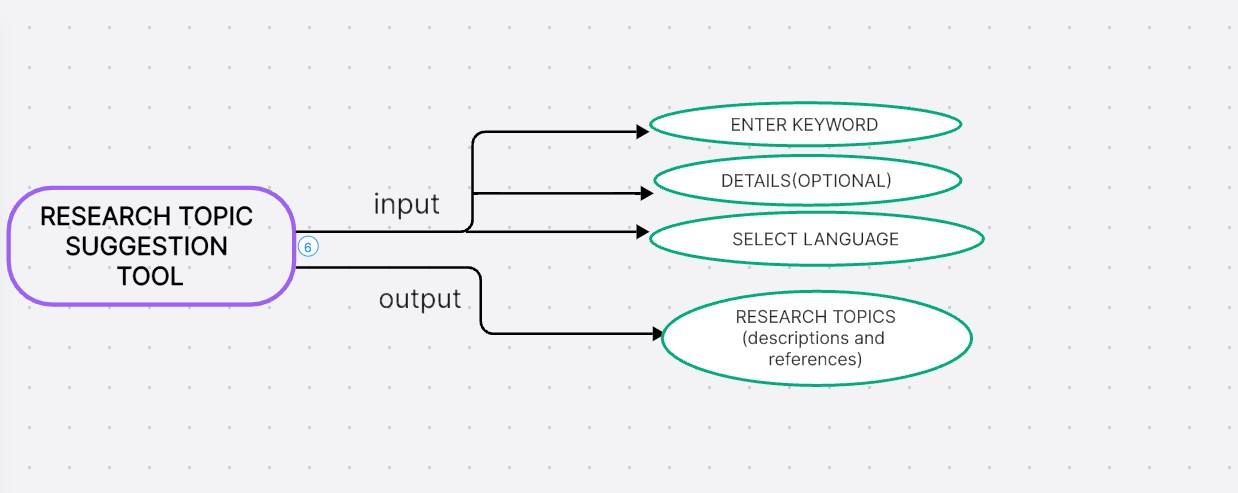 RESEARCH TOPIC
SUGGESTION
TOOL
6
input
ENTER KEYWORD
DETAILS(OPTIONAL)
SELECT LANGUAGE
output
RESEARCH TOPICS
(descriptions and
references)